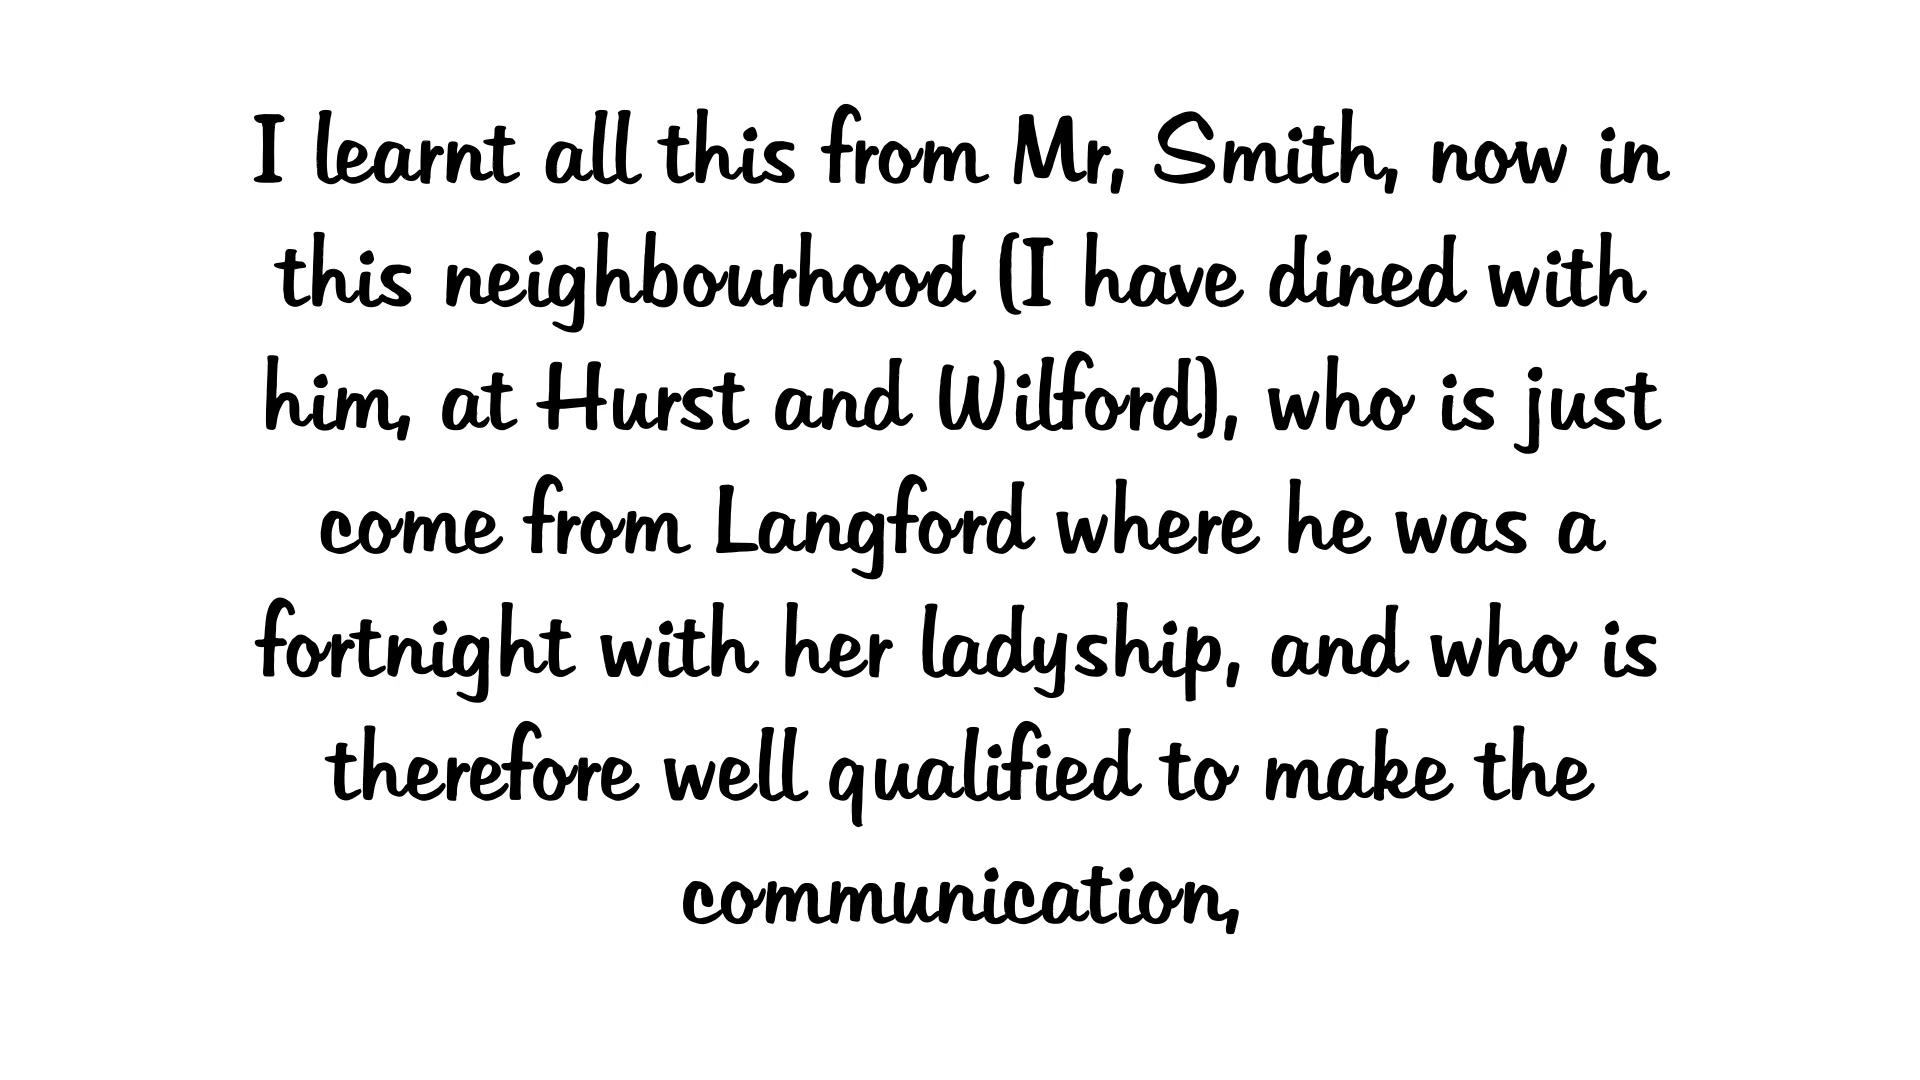 I learnt all this from Mr, Smith, now in
this neighbourhood (I have dined with
him, at Hurst and Wilford), who is just
come from Langford where he was a
fortnight with her ladyship, and who is
therefore well qualified to make the
communication,